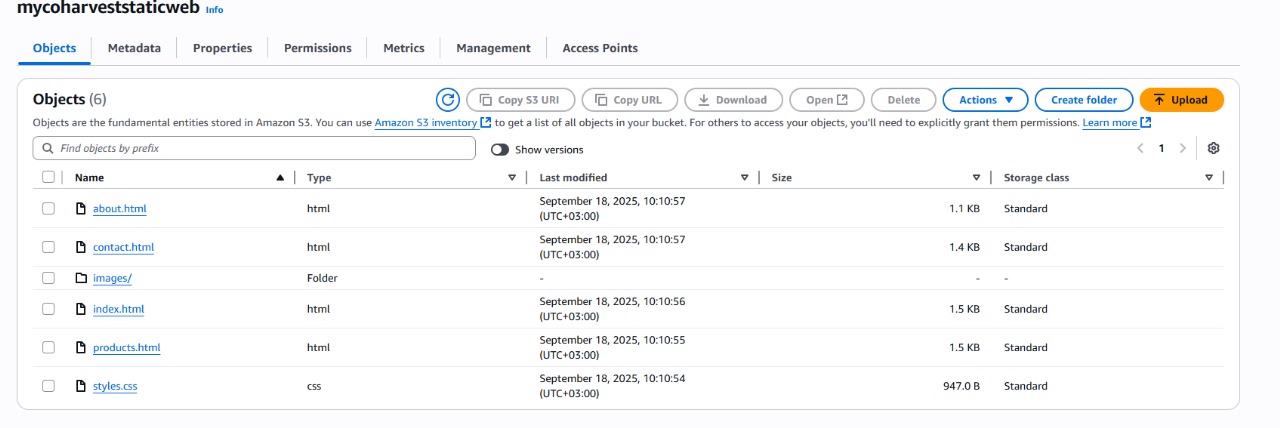 mycoharveststaticweb Info
Objects Metadata Properties Permissions Metrics Management Access Points
Objects (6) Copy S3 URI Copy URL Download Open Delete Actions Create folder Upload
Objects are the fundamental entities stored in Amazon S3. You can use Amazon S3 inventory to get a list of all objects in your bucket. For others to access your objects, you'll need to explicitly grant them permissions. Learn more
Find objects by prefix Show versions 1
Name Type Last modified Size Storage class
about.html html September 18, 2025, 10:10:57 (UTC+03:00) 1.1 KB Standard
contact.html html September 18, 2025, 10:10:57 (UTC+03:00) 1.4 KB Standard
images/ Folder - - -
index.html html September 18, 2025, 10:10:56 (UTC+03:00) 1.5 KB Standard
products.html html September 18, 2025, 10:10:55 (UTC+03:00) 1.5 KB Standard
styles.css css September 18, 2025, 10:10:54 (UTC+03:00) 947.0 B Standard